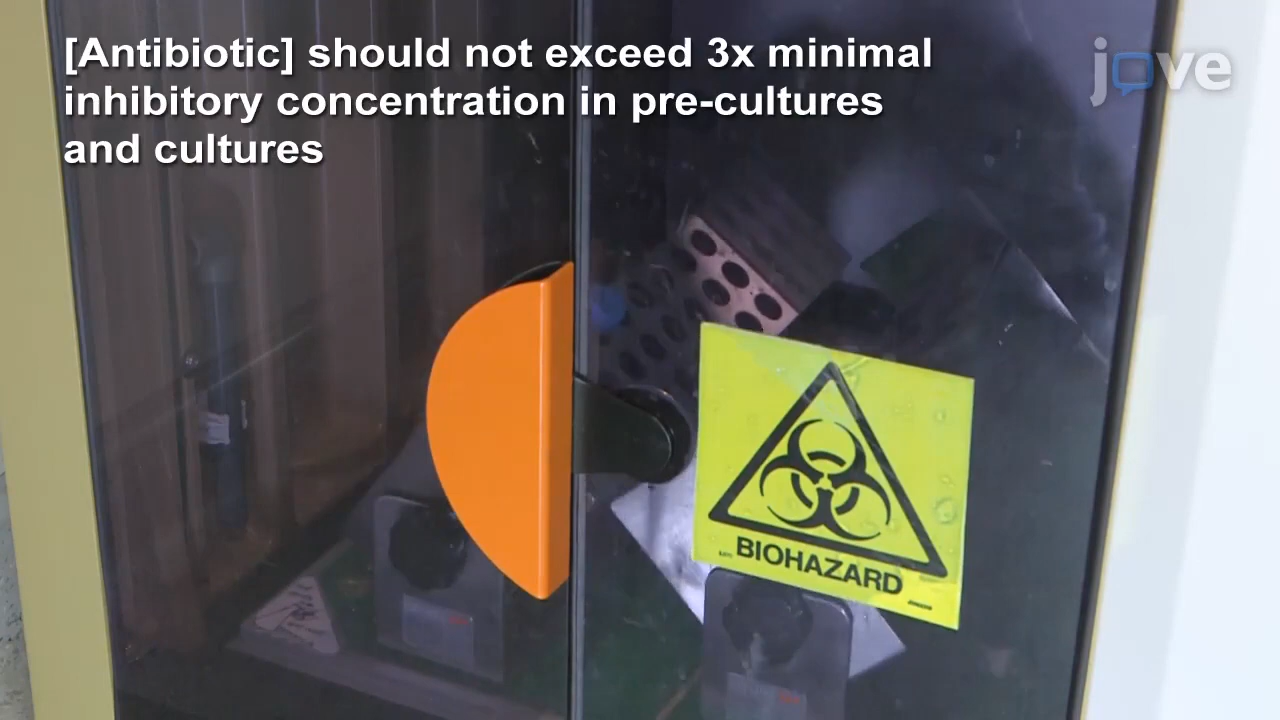 [Antibiotic] should not exceed 3x minimal
inhibitory concentration in pre-cultures
and cultures
jove
BIOHAZARD